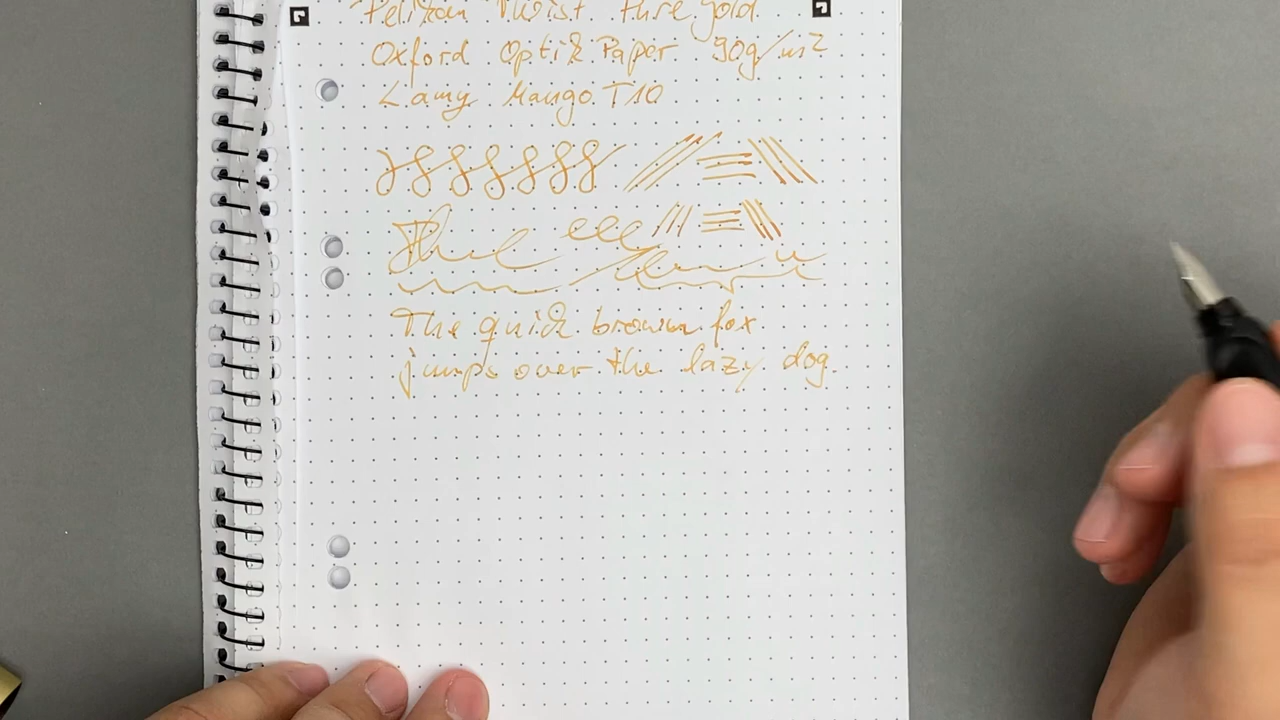 Pelikan Twist Pure gold
Oxford Optik Paper 90g/m²
Lamy Mango T10
The quick brown fox
jumps over the lazy dog.